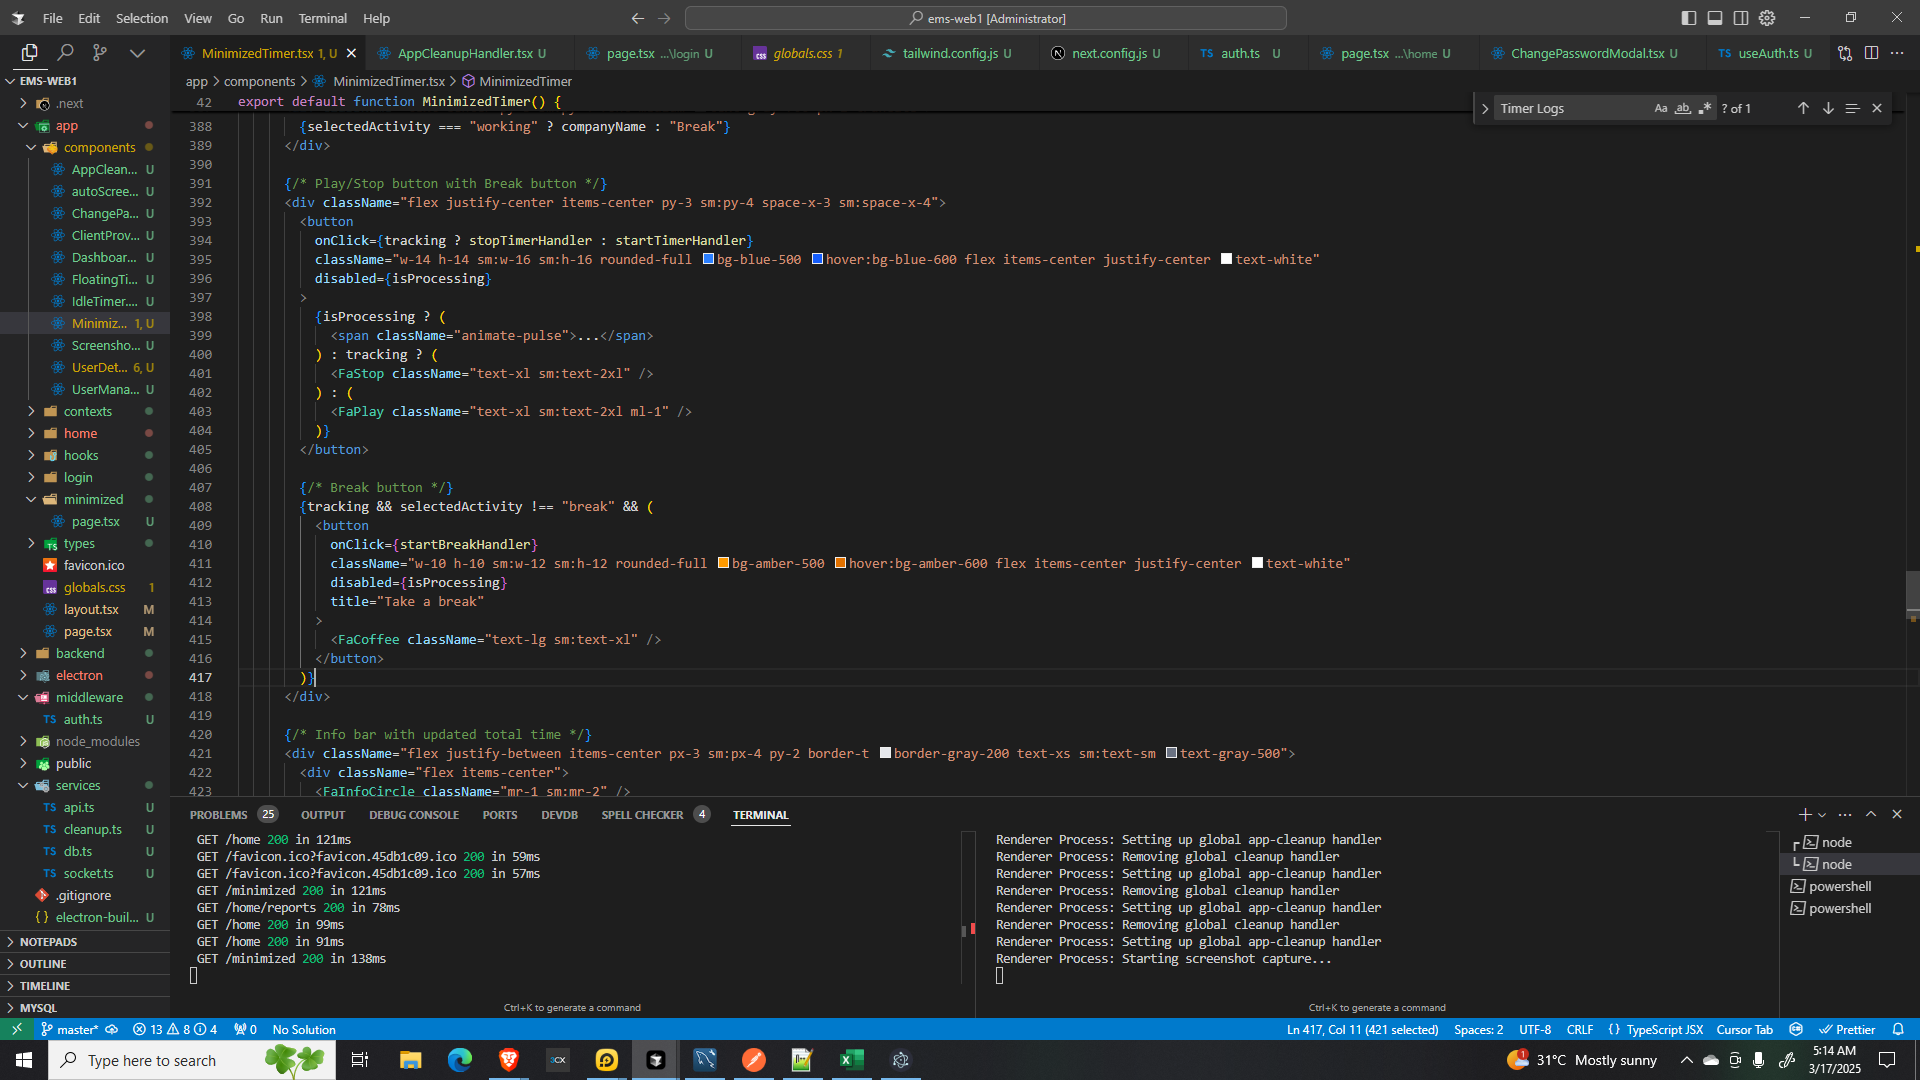 File Edit Selection View Go Run Terminal Help
ems-web1 [Administrator]
MinimizedTimer.tsx 1, U
AppCleanupHandler.tsx U
page.tsx ...\login U
globals.css 1
tailwind.config.js U
next.config.js U
TS auth.ts U
page.tsx ...\home U
ChangePasswordModal.tsx U
TS useAuth.ts U
EMS-WEB1
.next
app
components
AppClean... U
autoScree... U
ChangePa... U
ClientProv... U
Dashboar... U
FloatingTi... U
IdleTimer.... U
Minimiz... 1, U
Screensho... U
UserDet... 6, U
UserMana... U
contexts
home
hooks
login
minimized
page.tsx U
types
favicon.ico
globals.css 1
layout.tsx M
page.tsx M
backend
electron
middleware
TS auth.ts U
node_modules
public
services
TS api.ts U
TS cleanup.ts U
TS db.ts U
TS socket.ts U
.gitignore
{ } electron-buil... U
NOTEPADS
OUTLINE
TIMELINE
MYSQL
app > components > MinimizedTimer.tsx > MinimizedTimer
Timer Logs Aa ab ? of 1
42 export default function MinimizedTimer() {
388 {selectedActivity === "working" ? companyName : "Break"}
389 </div>
390
391 {/* Play/Stop button with Break button */}
392 <div className="flex justify-center items-center py-3 sm:py-4 space-x-3 sm:space-x-4">
393 <button
394 onClick={tracking ? stopTimerHandler : startTimerHandler}
395 className="w-14 h-14 sm:w-16 sm:h-16 rounded-full bg-blue-500 hover:bg-blue-600 flex items-center justify-center text-white"
396 disabled={isProcessing}
397 >
398 {isProcessing ? (
399 <span className="animate-pulse">...</span>
400 ) : tracking ? (
401 <FaStop className="text-xl sm:text-2xl" />
402 ) : (
403 <FaPlay className="text-xl sm:text-2xl ml-1" />
404 )}
405 </button>
406
407 {/* Break button */}
408 {tracking && selectedActivity !== "break" && (
409 <button
410 onClick={startBreakHandler}
411 className="w-10 h-10 sm:w-12 sm:h-12 rounded-full bg-amber-500 hover:bg-amber-600 flex items-center justify-center text-white"
412 disabled={isProcessing}
413 title="Take a break"
414 >
415 <FaCoffee className="text-lg sm:text-xl" />
416 </button>
417 )}
418 </div>
419
420 {/* Info bar with updated total time */}
421 <div className="flex justify-between items-center px-3 sm:px-4 py-2 border-t border-gray-200 text-xs sm:text-sm text-gray-500">
422 <div className="flex items-center">
423 <FaInfoCircle className="mr-1 sm:mr-2" />
PROBLEMS 25 OUTPUT DEBUG CONSOLE PORTS DEVDB SPELL CHECKER 4 TERMINAL
GET /home 200 in 121ms
GET /favicon.ico?favicon.45db1c09.ico 200 in 59ms
GET /favicon.ico?favicon.45db1c09.ico 200 in 57ms
GET /minimized 200 in 121ms
GET /home/reports 200 in 78ms
GET /home 200 in 99ms
GET /home 200 in 91ms
GET /minimized 200 in 138ms
Ctrl+K to generate a command
Renderer Process: Setting up global app-cleanup handler
Renderer Process: Removing global cleanup handler
Renderer Process: Setting up global app-cleanup handler
Renderer Process: Removing global cleanup handler
Renderer Process: Setting up global app-cleanup handler
Renderer Process: Removing global cleanup handler
Renderer Process: Setting up global app-cleanup handler
Renderer Process: Starting screenshot capture...
Ctrl+K to generate a command
node
node
powershell
powershell
master* 13 8 4 0 No Solution
Ln 417, Col 11 (421 selected) Spaces: 2 UTF-8 CRLF { } TypeScript JSX Cursor Tab Prettier
Type here to search
31°C Mostly sunny
5:14 AM
3/17/2025